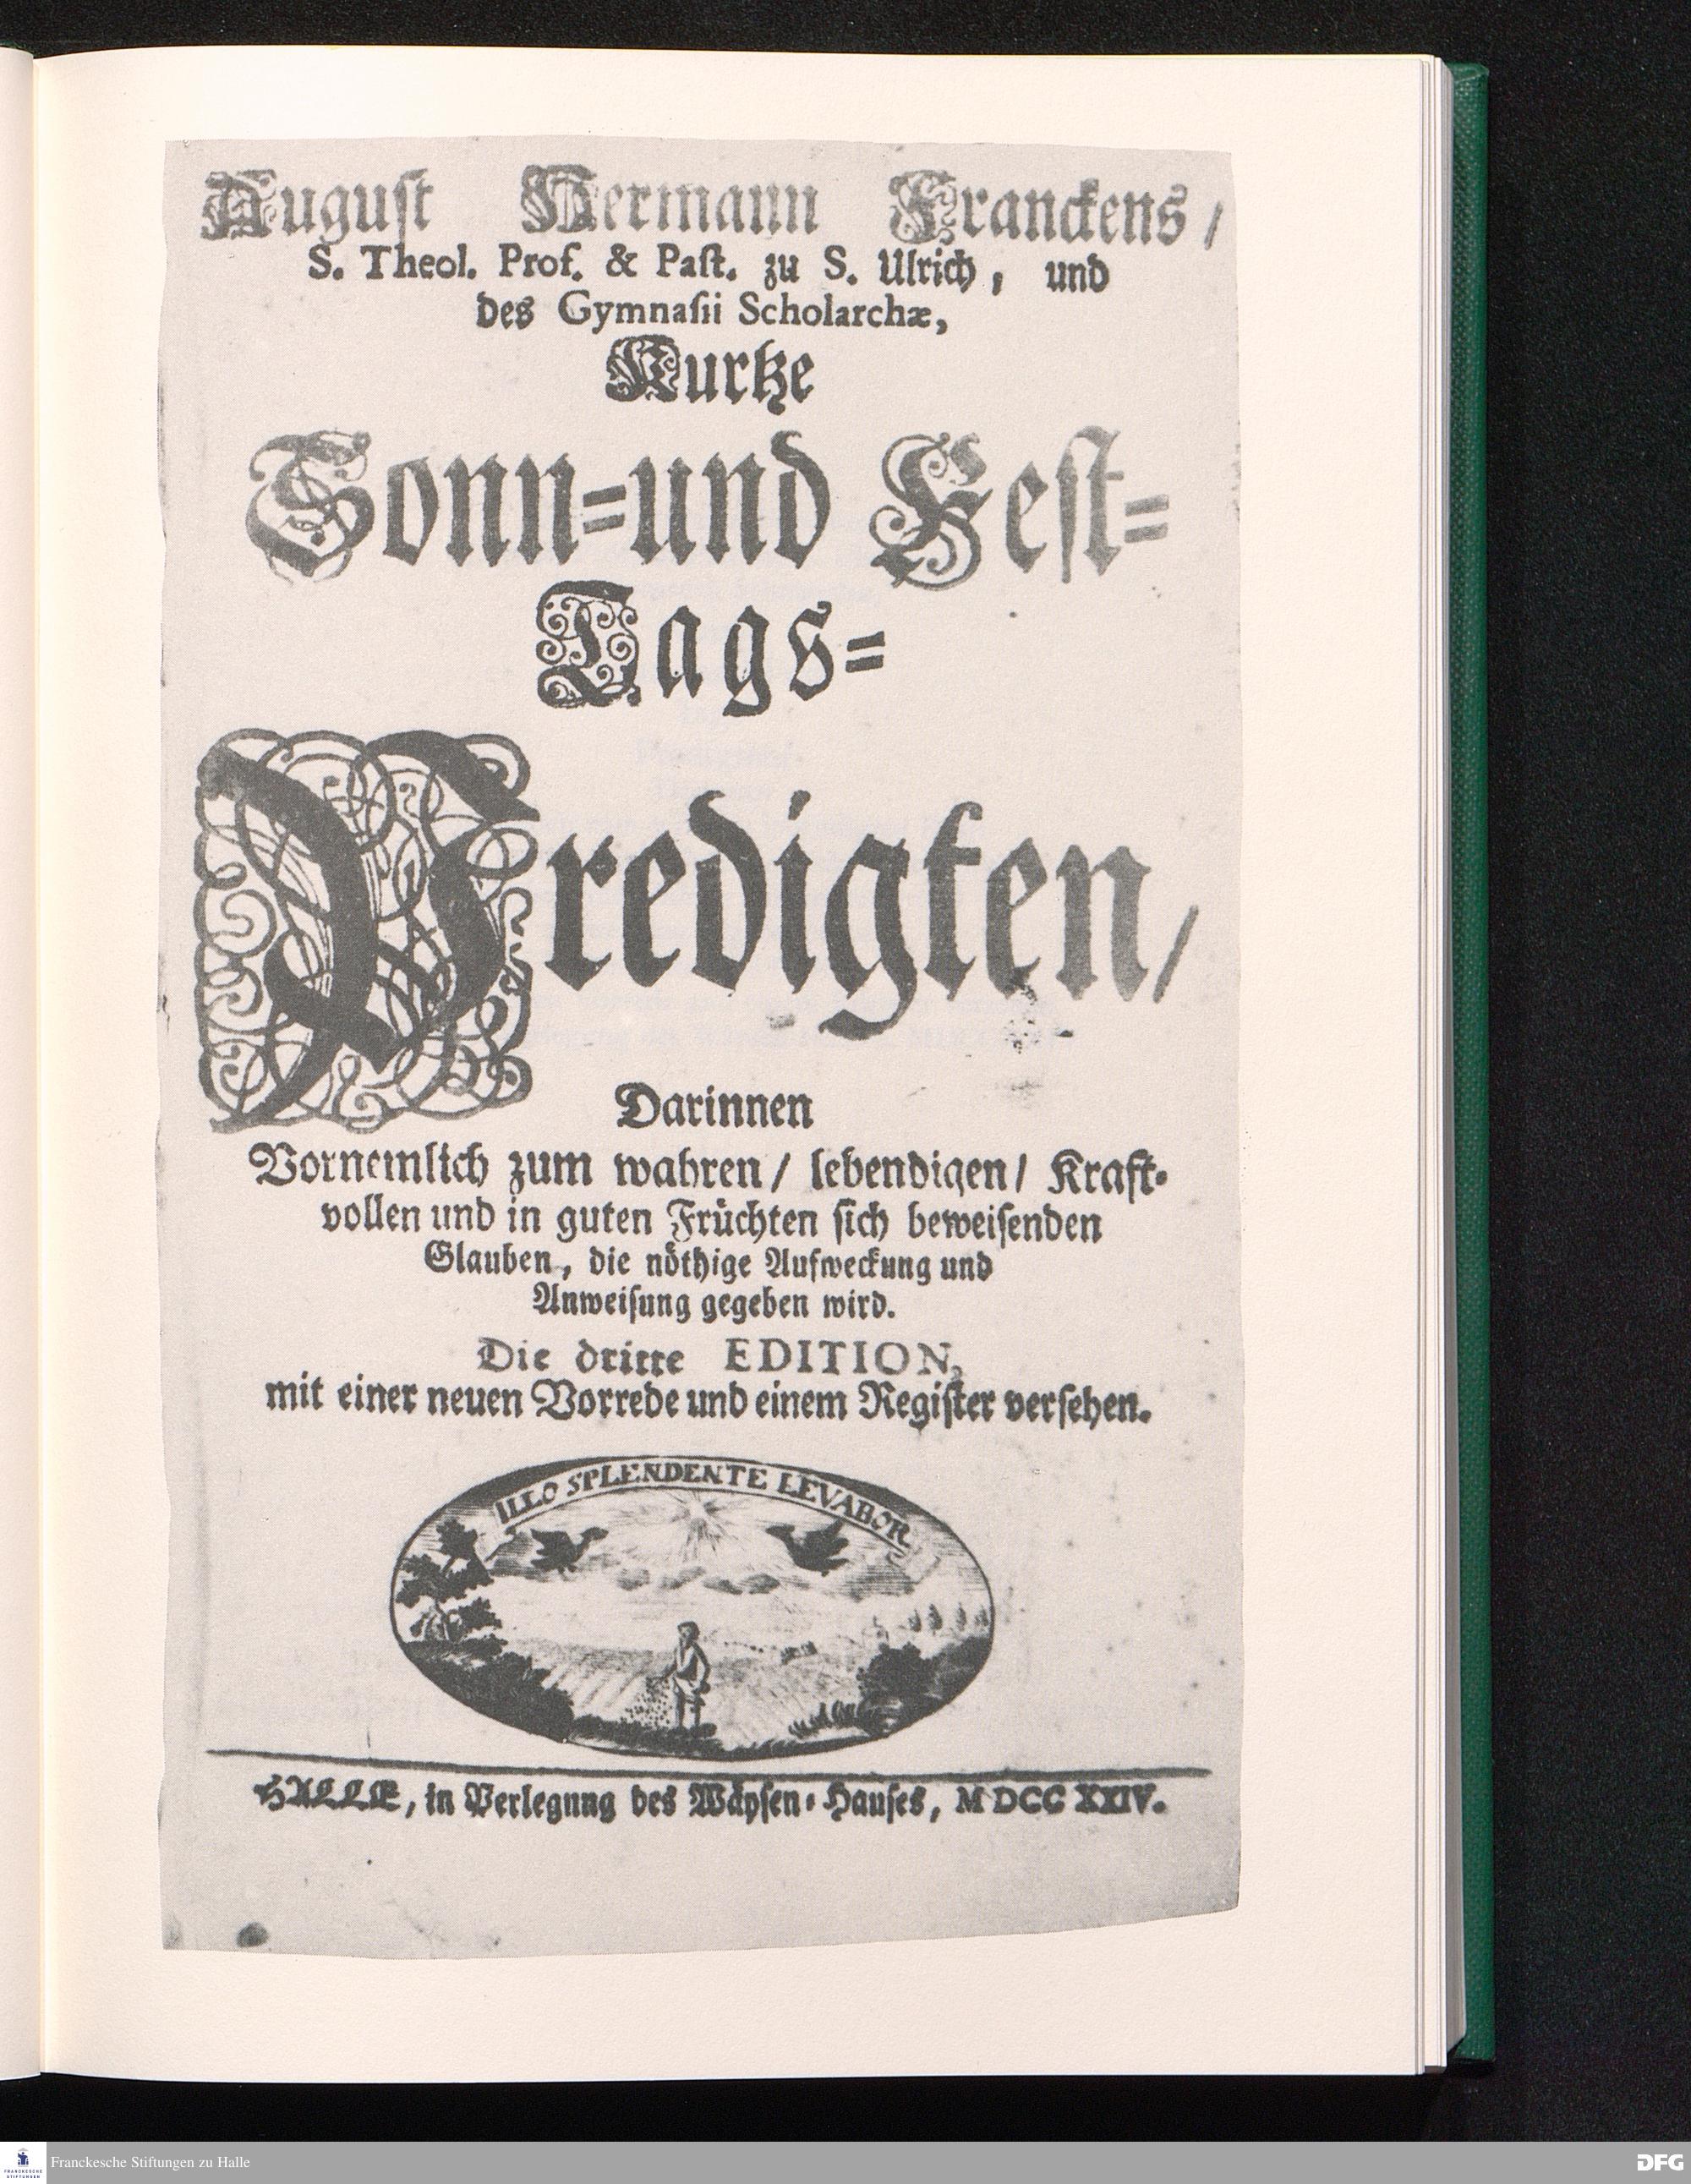 August Hermann Franckens /
S. Theol. Prof. & Paſt. zu S. Ulrich, und
des Gymnaſii Scholarchæ,
Kurtze
Sonn=und Feſt=
Tags=
Predigten /
Darinnen
Vornemlich zum wahren / lebendigen / Kraft=
vollen und in guten Früchten ſich beweiſenden
Glauben, die nöthige Aufweckung und
Anweiſung gegeben wird.
Die dritte EDITION,
mit einer neuen Vorrede und einem Regiſter verſehen.
ILLO SPLENDENTE LEVABOR
HALLE, in Verlegung des Wäyſen=Hauſes, MDCCXXIV.
FRANCKESCHE
STIFTUNGEN
Franckesche Stiftungen zu Halle
DFG